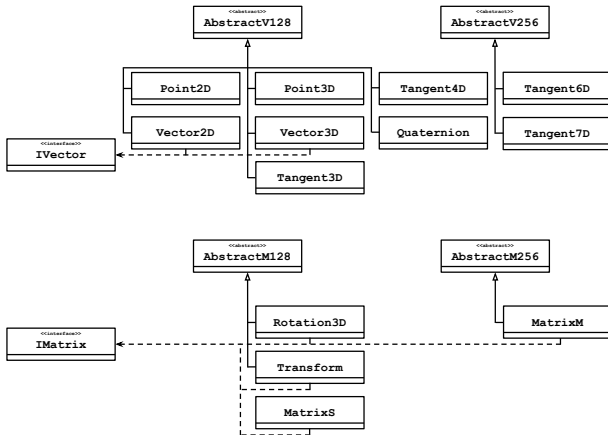 <<abstract>>
AbstractV128
<<abstract>>
AbstractV256
Point2D
Point3D
Tangent4D
Tangent6D
Vector2D
Vector3D
Quaternion
Tangent7D
<<interface>>
IVector
Tangent3D
<<abstract>>
AbstractM128
<<abstract>>
AbstractM256
Rotation3D
MatrixM
<<interface>>
IMatrix
Transform
MatrixS